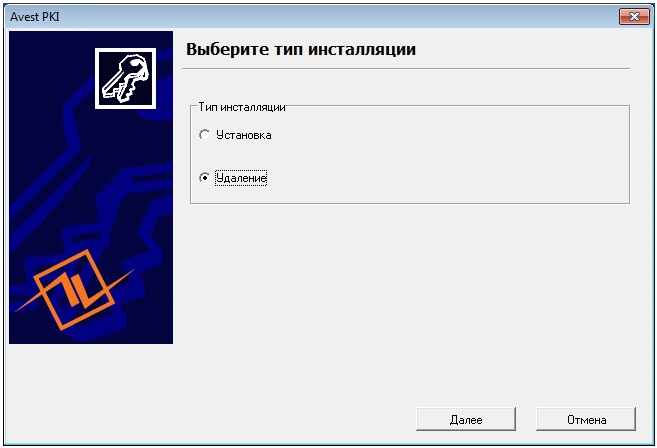 Avest PKI
Выберите тип инсталляции
Тип инсталляции
Установка
Удаление
Далее
Отмена